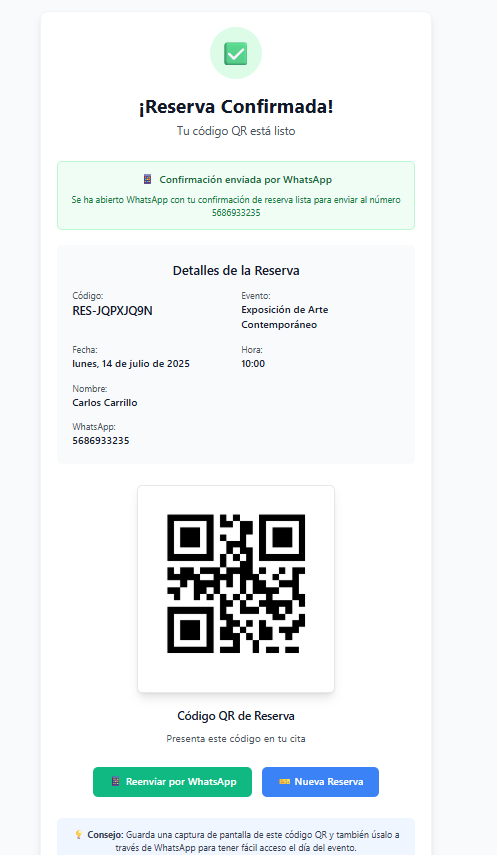 ¡Reserva Confirmada!
Tu código QR está listo
Confirmación enviada por WhatsApp
Se ha abierto WhatsApp con tu confirmación de reserva lista para enviar al número
5686933235
Detalles de la Reserva
Código:
RES-JQPXJQ9N
Evento:
Exposición de Arte
Contemporáneo
Fecha:
lunes, 14 de julio de 2025
Hora:
10:00
Nombre:
Carlos Carrillo
WhatsApp:
5686933235
Código QR de Reserva
Presenta este código en tu cita
Reenviar por WhatsApp
Nueva Reserva
Consejo: Guarda una captura de pantalla de este código QR y también úsalo a
través de WhatsApp para tener fácil acceso el día del evento.